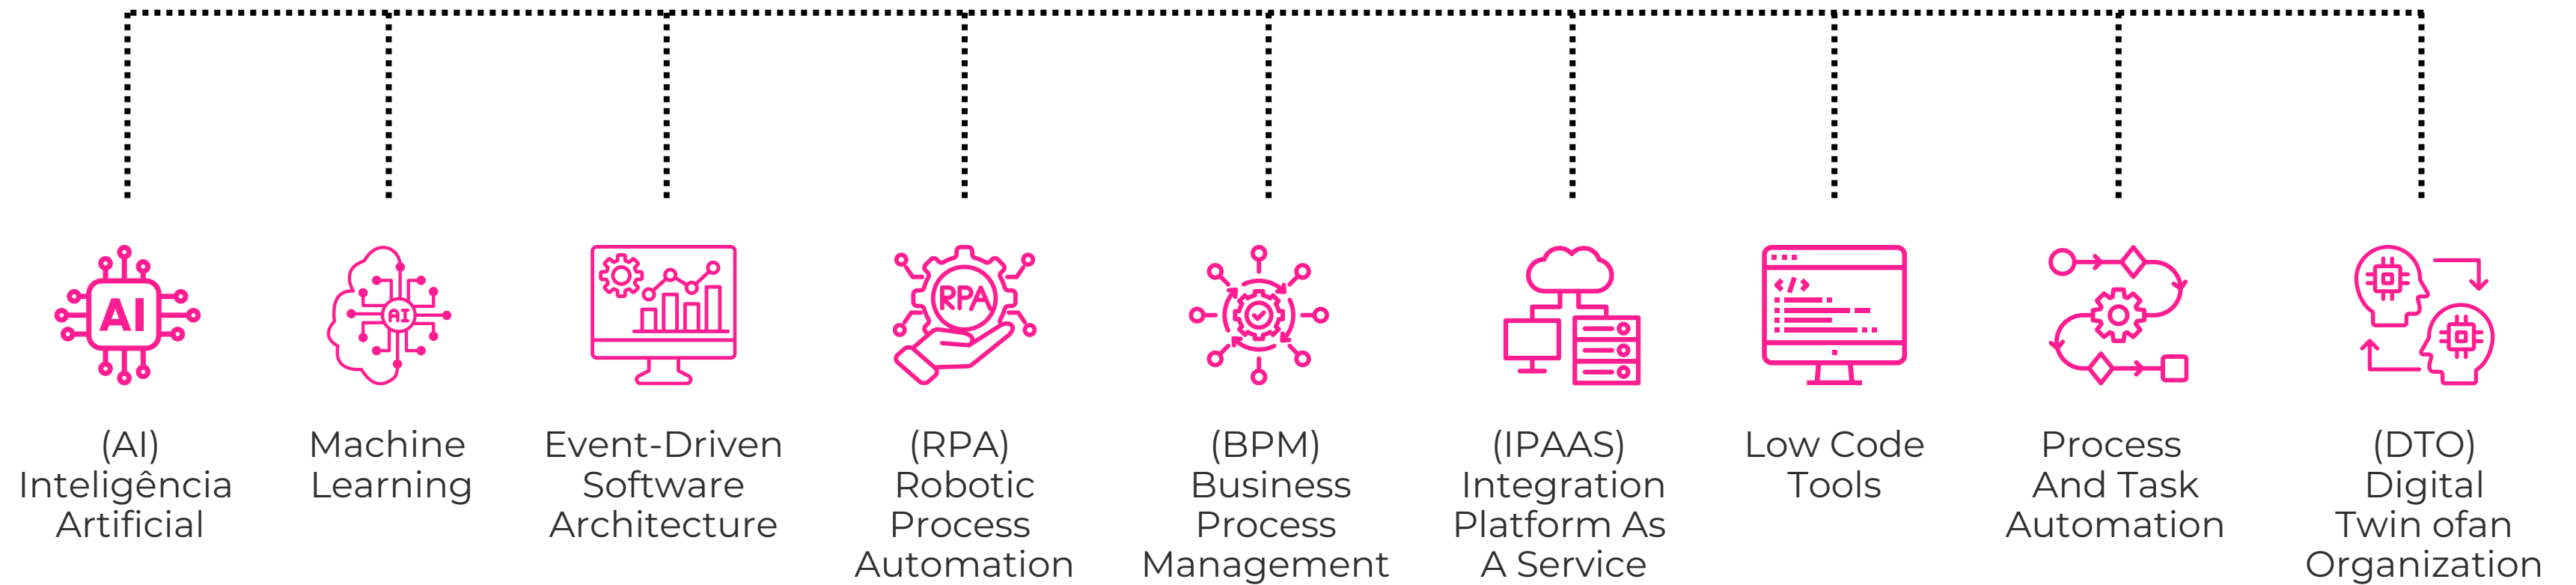 AI
AI
RPA
(AI)
Inteligência
Artificial
Machine
Learning
Event-Driven
Software
Architecture
(RPA)
Robotic
Process
Automation
(BPM)
Business
Process
Management
(IPAAS)
Integration
Platform As
A Service
Low Code
Tools
Process
And Task
Automation
(DTO)
Digital
Twin ofan
Organization